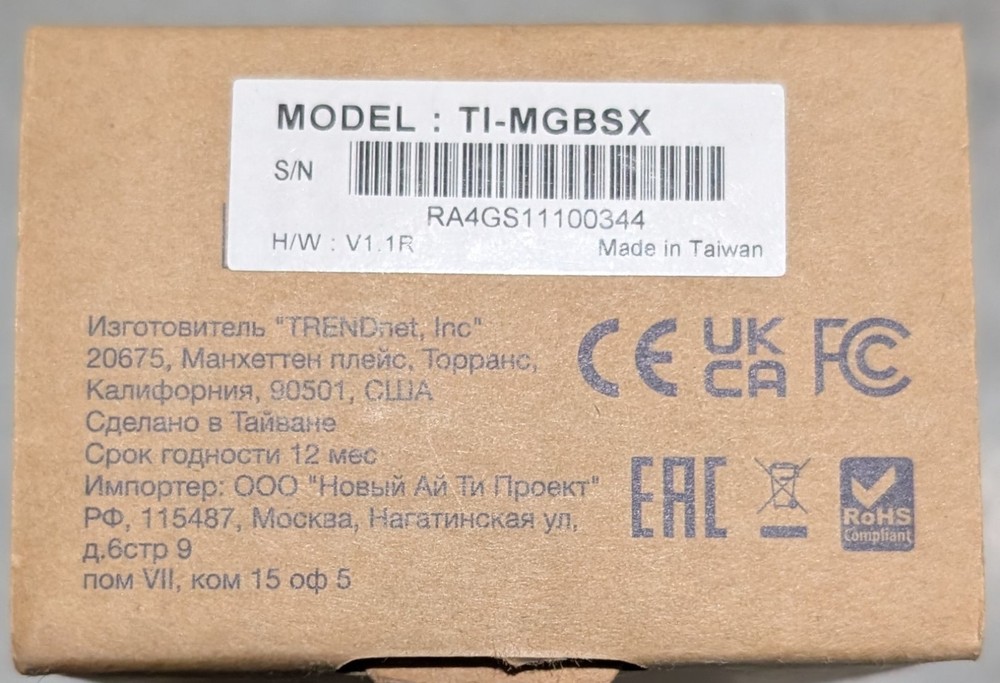 MODEL : TI-MGBSX
S/N
RA4GS11100344
H/W : V1.1R
Made in Taiwan
Изготовитель "TRENDnet, Inc"
20675, Манхеттен плейс, Торранс,
Калифорния, 90501, США
Сделано в Тайване
Срок годности 12 мес
Импортер: ООО "Новый Ай Ти Проект"
РФ, 115487, Москва, Нагатинская ул,
д.6стр 9
пом VII, ком 15 оф 5
CE
UK
CA
FC
EAC
RoHS
Compliant